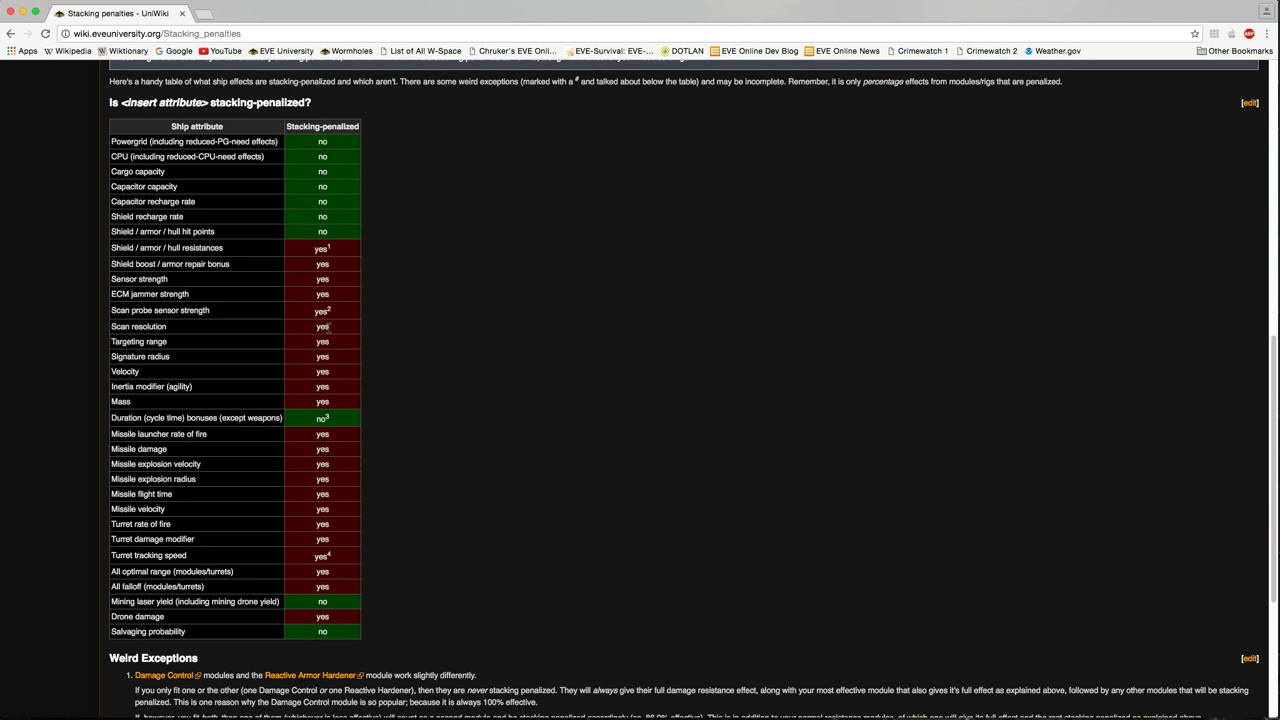 Stacking penalties - UniWiki
wiki.eveuniversity.org/Stacking_penalties
Apps Wikipedia Wiktionary Google YouTube EVE University Wormholes List of All W-Space Chruker's EVE Onli... EVE-Survival: EVE-... DOTLAN EVE Online Dev Blog EVE Online News Crimewatch 1 Crimewatch 2 Weather.gov Other Bookmarks
Here's a handy table of what ship effects are stacking-penalized and which aren't. There are some weird exceptions (marked with a # and talked about below the table) and may be incomplete. Remember, it is only percentage effects from modules/rigs that are penalized.
Is <insert attribute> stacking-penalized? [edit]
Ship attribute Stacking-penalized
Powergrid (including reduced-PG-need effects) no
CPU (including reduced-CPU-need effects) no
Cargo capacity no
Capacitor capacity no
Capacitor recharge rate no
Shield recharge rate no
Shield / armor / hull hit points no
Shield / armor / hull resistances yes1
Shield boost / armor repair bonus yes
Sensor strength yes
ECM jammer strength yes
Scan probe sensor strength yes2
Scan resolution yes
Targeting range yes
Signature radius yes
Velocity yes
Inertia modifier (agility) yes
Mass yes
Duration (cycle time) bonuses (except weapons) no3
Missile launcher rate of fire yes
Missile damage yes
Missile explosion velocity yes
Missile explosion radius yes
Missile flight time yes
Missile velocity yes
Turret rate of fire yes
Turret damage modifier yes
Turret tracking speed yes4
All optimal range (modules/turrets) yes
All falloff (modules/turrets) yes
Mining laser yield (including mining drone yield) no
Drone damage yes
Salvaging probability no
Weird Exceptions [edit]
1. Damage Control modules and the Reactive Armor Hardener module work slightly differently.
If you only fit one or the other (one Damage Control or one Reactive Hardener), then they are never stacking penalized. They will always give their full damage resistance effect, along with your most effective module that also gives it's full effect as explained above, followed by any other modules that will be stacking
penalized. This is one reason why the Damage Control module is so popular; because it is always 100% effective.